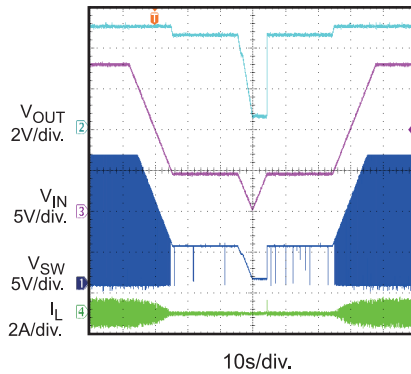 T
V_OUT
2V/div.
2
V_IN
5V/div.
3
V_SW
5V/div.
1
I_L
2A/div.
4
10s/div.